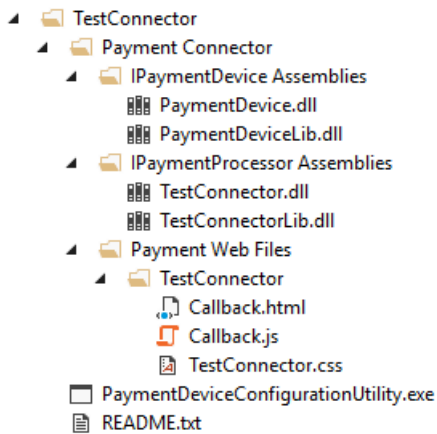 TestConnector
Payment Connector
IPaymentDevice Assemblies
PaymentDevice.dll
PaymentDeviceLib.dll
IPaymentProcessor Assemblies
TestConnector.dll
TestConnectorLib.dll
Payment Web Files
TestConnector
Callback.html
Callback.js
TestConnector.css
PaymentDeviceConfigurationUtility.exe
README.txt